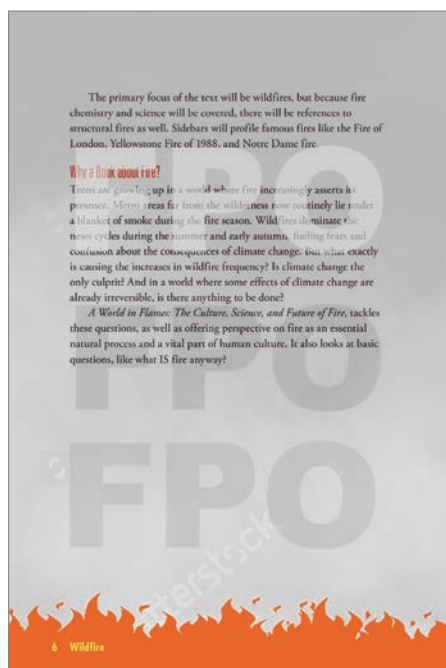 The primary focus of the text will be wildfires, but because fire
chemistry and science will be covered, there will be references to
structural fires as well. Sidebars will profile famous fires like the Fire of
London, Yellowstone Fire of 1988, and Notre Dame fire.
Why a Book about Fire?
Teens are growing up in a world where fire increasingly asserts its
presence. Metro areas far from the wilderness now routinely lie under
a blanket of smoke during the fire season. Wildfires dominate the
news cycles during the summer and early autumn, fueling fears and
confusion about the consequences of climate change. But what exactly
is causing the increases in wildfire frequency? Is climate change the
only culprit? And in a world where some effects of climate change are
already irreversible, is there anything to be done?
A World in Flames: The Culture, Science, and Future of Fire, tackles
these questions, as well as offering perspective on fire as an essential
natural process and a vital part of human culture. It also looks at basic
questions, like what IS fire anyway?
FPO
FPO
FPO
6 Wildfire